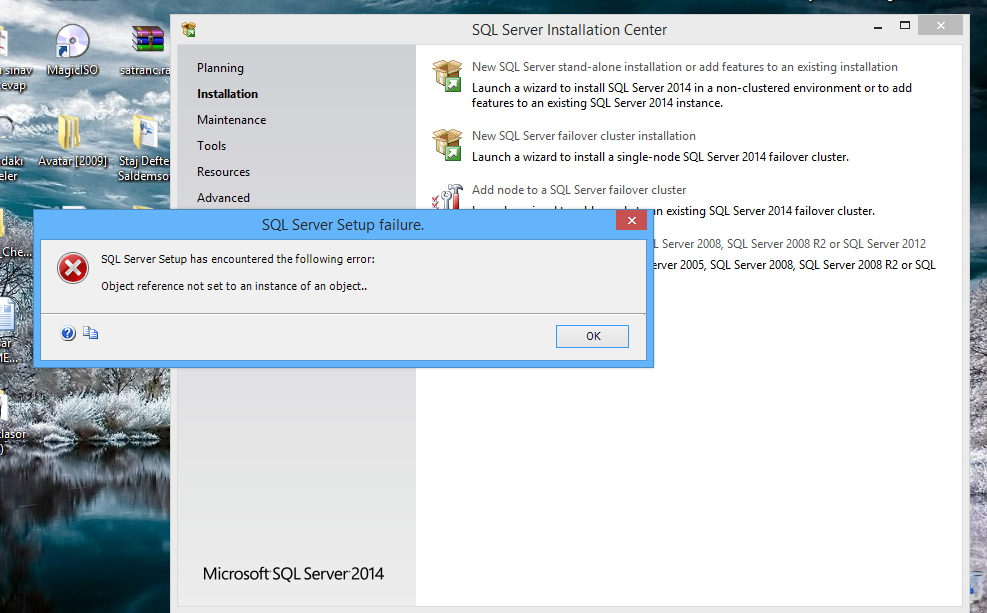 SQL Server Installation Center
sınav
evap
MagicISO
satranc.ra
daki
eler
Avatar [2009]
Staj Defte
Saldemsof
Planning
Installation
Maintenance
Tools
Resources
Advanced
New SQL Server stand-alone installation or add features to an existing installation
Launch a wizard to install SQL Server 2014 in a non-clustered environment or to add
features to an existing SQL Server 2014 instance.
New SQL Server failover cluster installation
Launch a wizard to install a single-node SQL Server 2014 failover cluster.
Add node to a SQL Server failover cluster
an existing SQL Server 2014 failover cluster.
L Server 2008, SQL Server 2008 R2 or SQL Server 2012
erver 2005, SQL Server 2008, SQL Server 2008 R2 or SQL
SQL Server Setup failure.
SQL Server Setup has encountered the following error:
Object reference not set to an instance of an object..
OK
Che...
ar
ME...
lasor
)
Microsoft SQL Server 2014